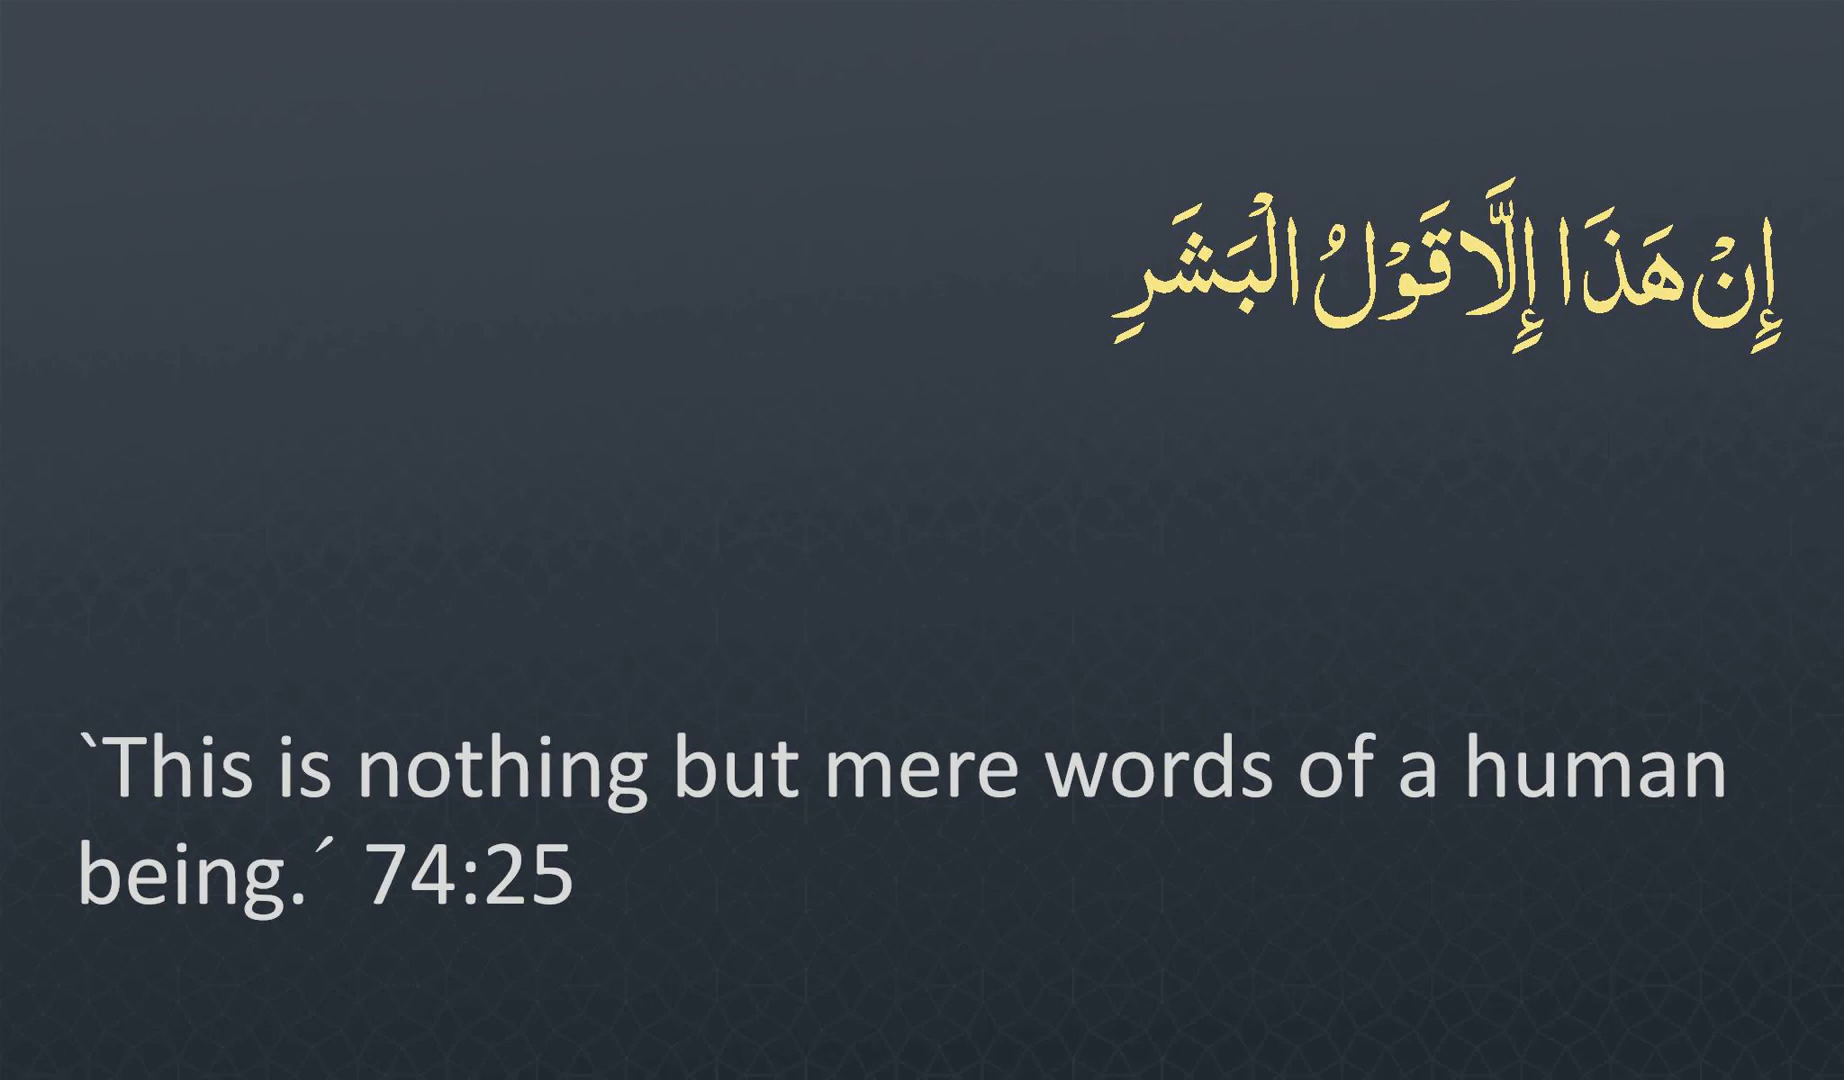 إِنْ هَذَا إِلَّا قَوْلُ الْبَشَرِ
`This is nothing but mere words of a human
being.´ 74:25